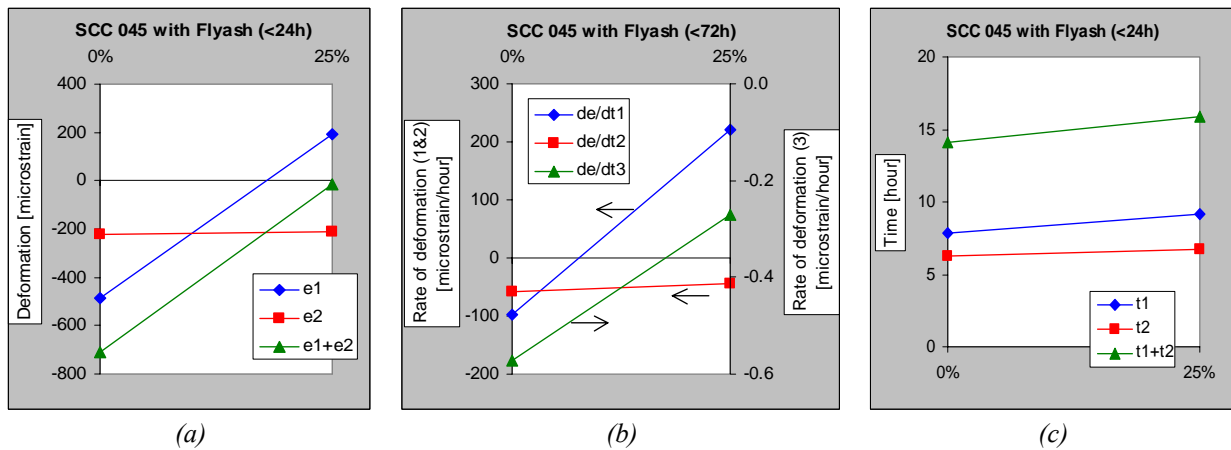 SCC 045 with Flyash (<24h)
0% 25%
400
200
0
-200
-400
-600
-800
Deformation [microstrain]
e1
e2
e1+e2
(a)
SCC 045 with Flyash (<72h)
0% 25%
300
200
100
0
-100
-200
Rate of deformation (1&2)
[microstrain/hour]
de/dt1
de/dt2
de/dt3
0.0
-0.2
-0.4
-0.6
Rate of deformation (3)
[microstrain/hour]
(b)
SCC 045 with Flyash (<24h)
20
15
10
5
0
Time [hour]
t1
t2
t1+t2
0% 25%
(c)